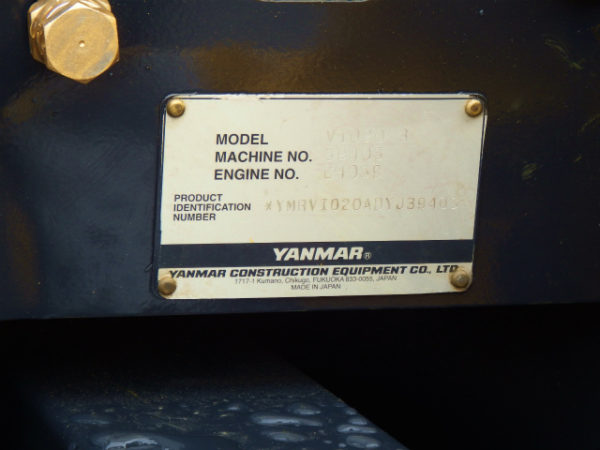 MODEL
MACHINE NO.
ENGINE NO.
PRODUCT
IDENTIFICATION
NUMBER
YANMAR®
YANMAR CONSTRUCTION EQUIPMENT CO., LTD.
1717-1 Kumano, Chikugo, FUKUOKA 833-0055, JAPAN
MADE IN JAPAN